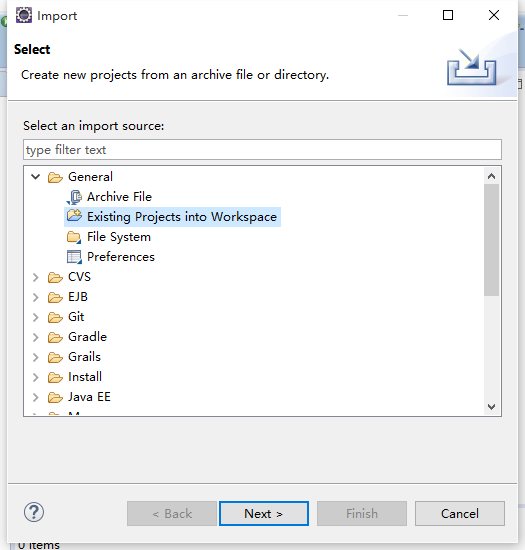 Import
Select
Create new projects from an archive file or directory.
Select an import source:
type filter text
General
Archive File
Existing Projects into Workspace
File System
Preferences
CVS
EJB
Git
Gradle
Grails
Install
Java EE
? < Back Next > Finish Cancel
0 items